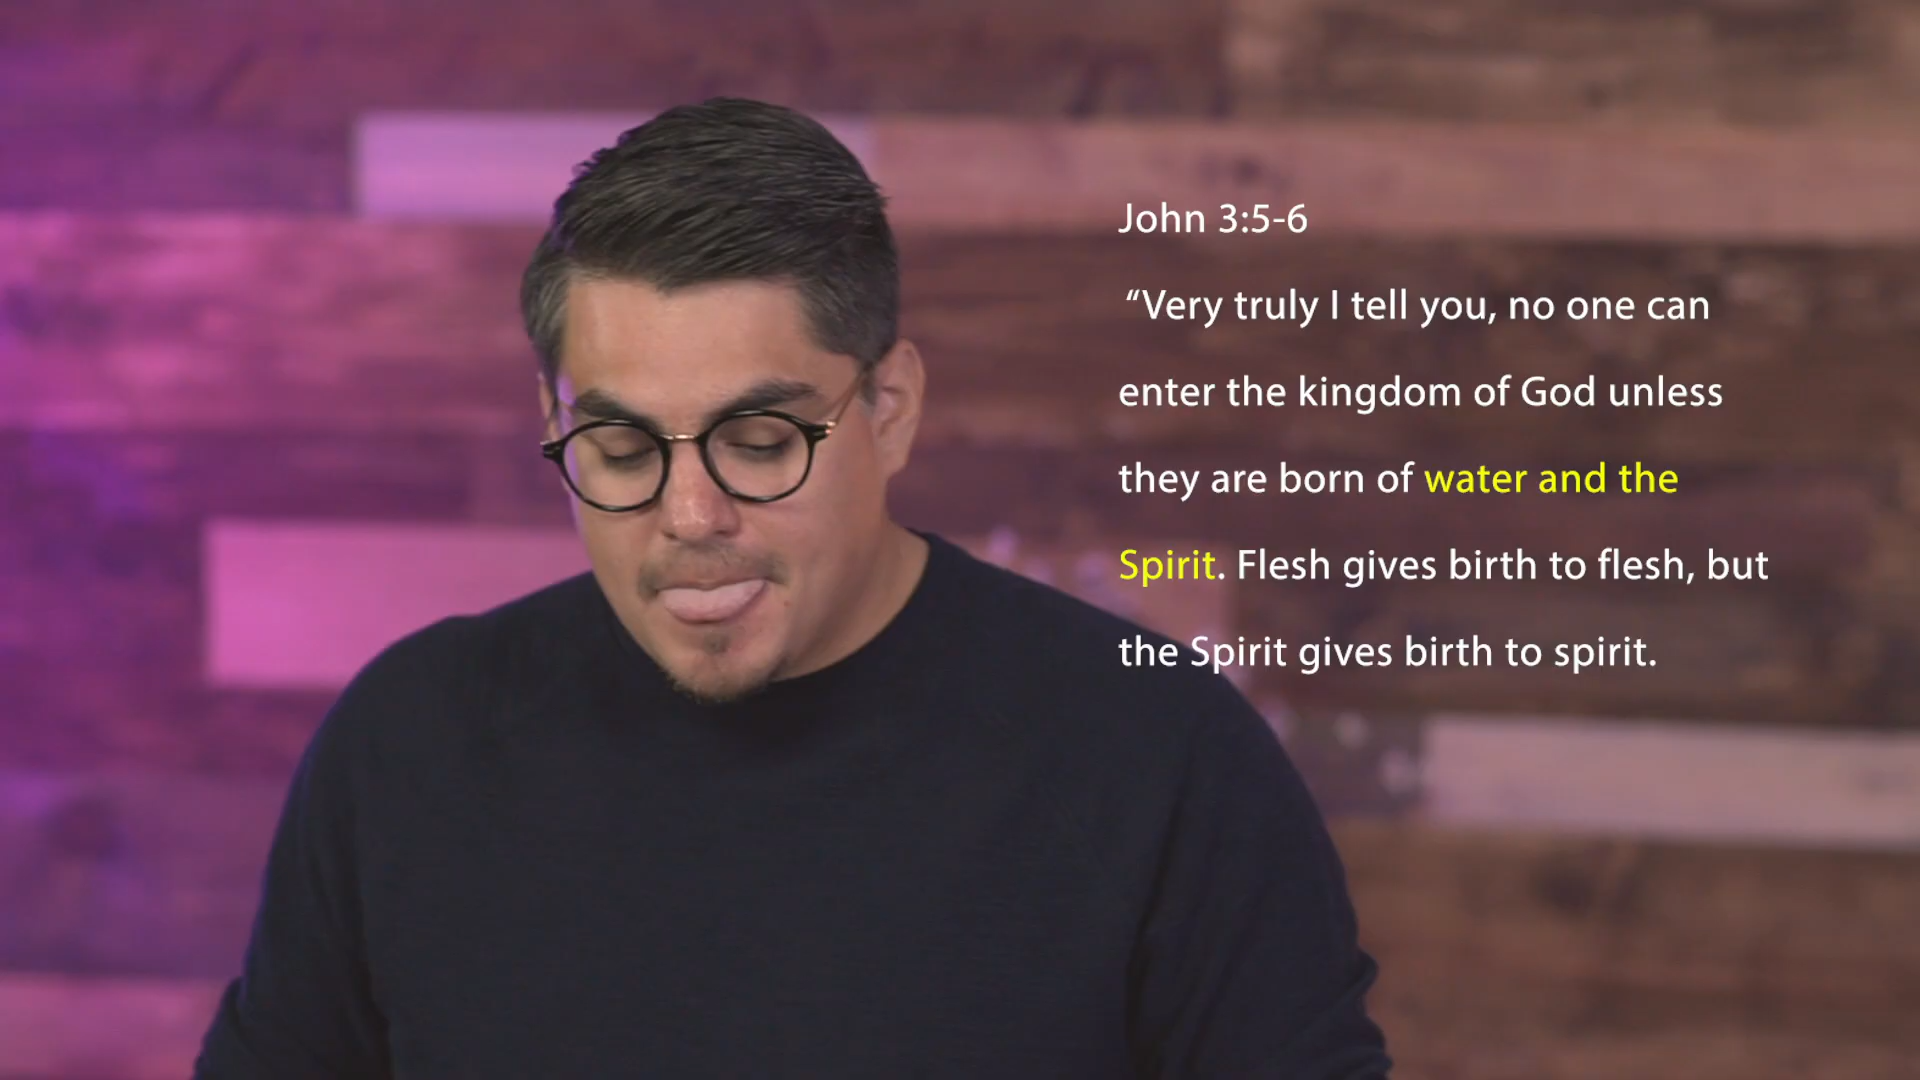 John 3:5-6
“Very truly I tell you, no one can
enter the kingdom of God unless
they are born of water and the
Spirit. Flesh gives birth to flesh, but
the Spirit gives birth to spirit.